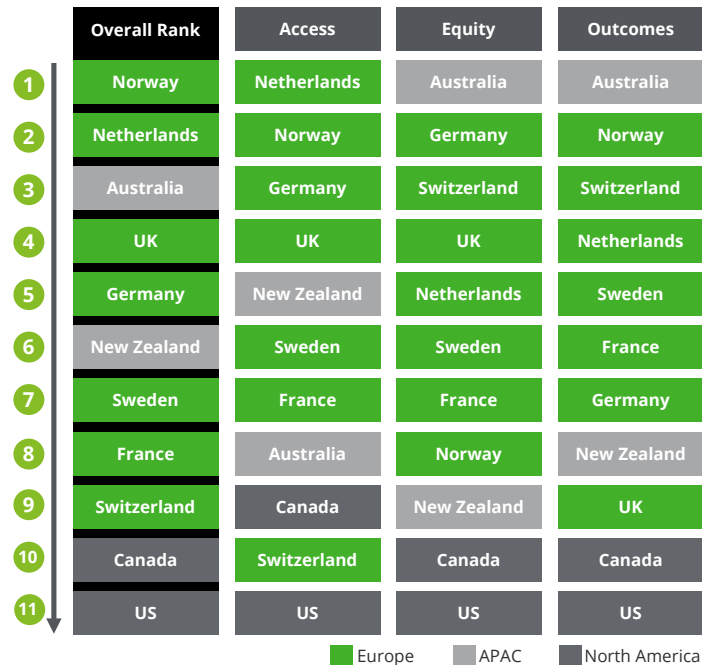 Overall Rank Access Equity Outcomes
1 Norway Netherlands Australia Australia
2 Netherlands Norway Germany Norway
3 Australia Germany Switzerland Switzerland
4 UK UK UK Netherlands
5 Germany New Zealand Netherlands Sweden
6 New Zealand Sweden Sweden France
7 Sweden France France Germany
8 France Australia Norway New Zealand
9 Switzerland Canada New Zealand UK
10 Canada Switzerland Canada Canada
11 US US US US
Europe APAC North America